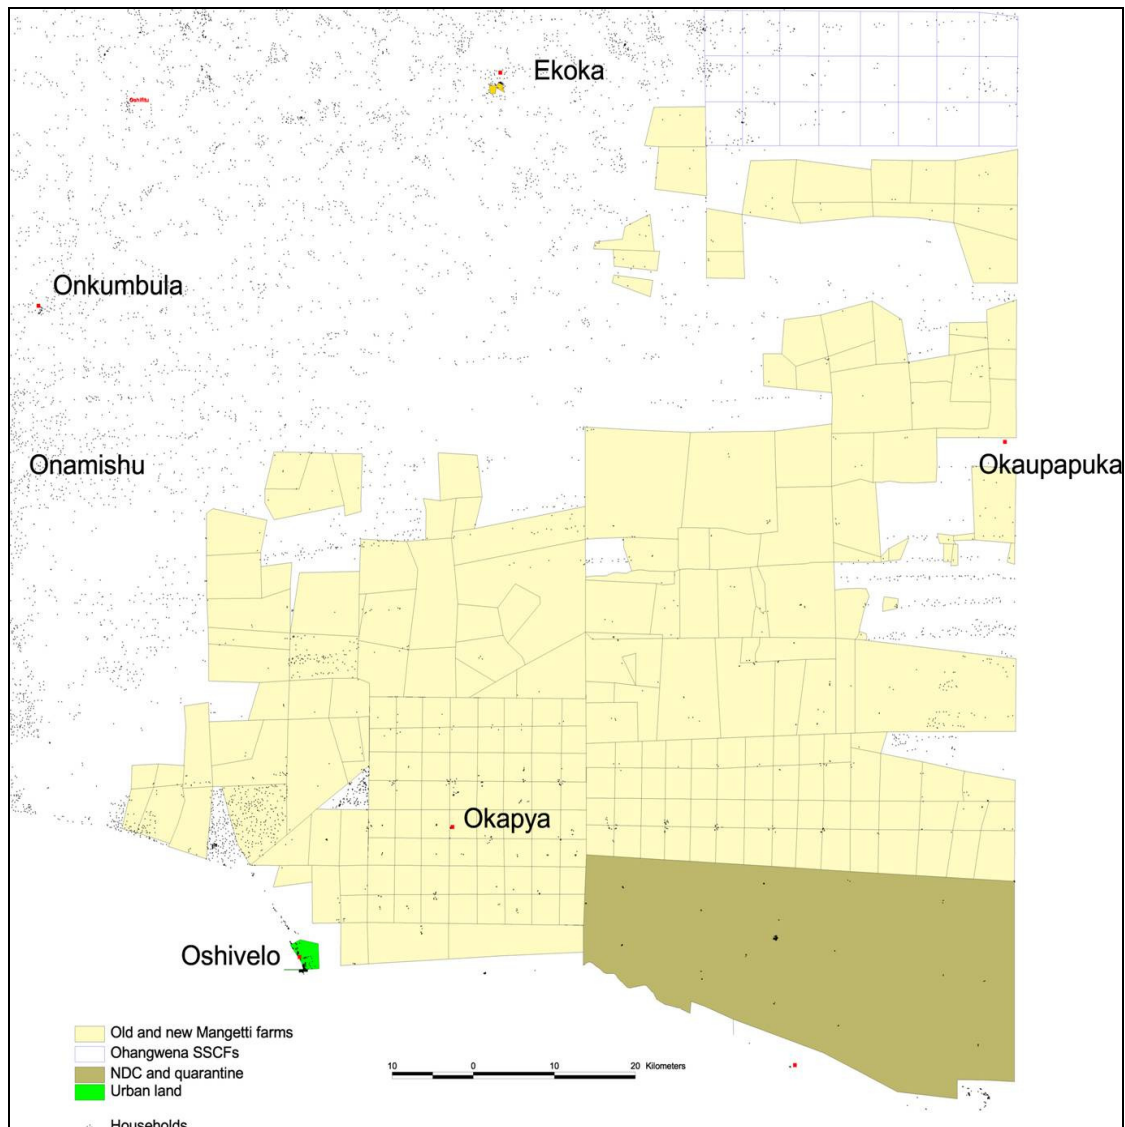 Ekoka
Onkumbula
Onamishu
Okaupapuka
Okapya
Oshivelo
Old and new Mangetti farms
Ohangwena SSCFs
NDC and quarantine
Urban land
Households
10 0 10 20 Kilometers